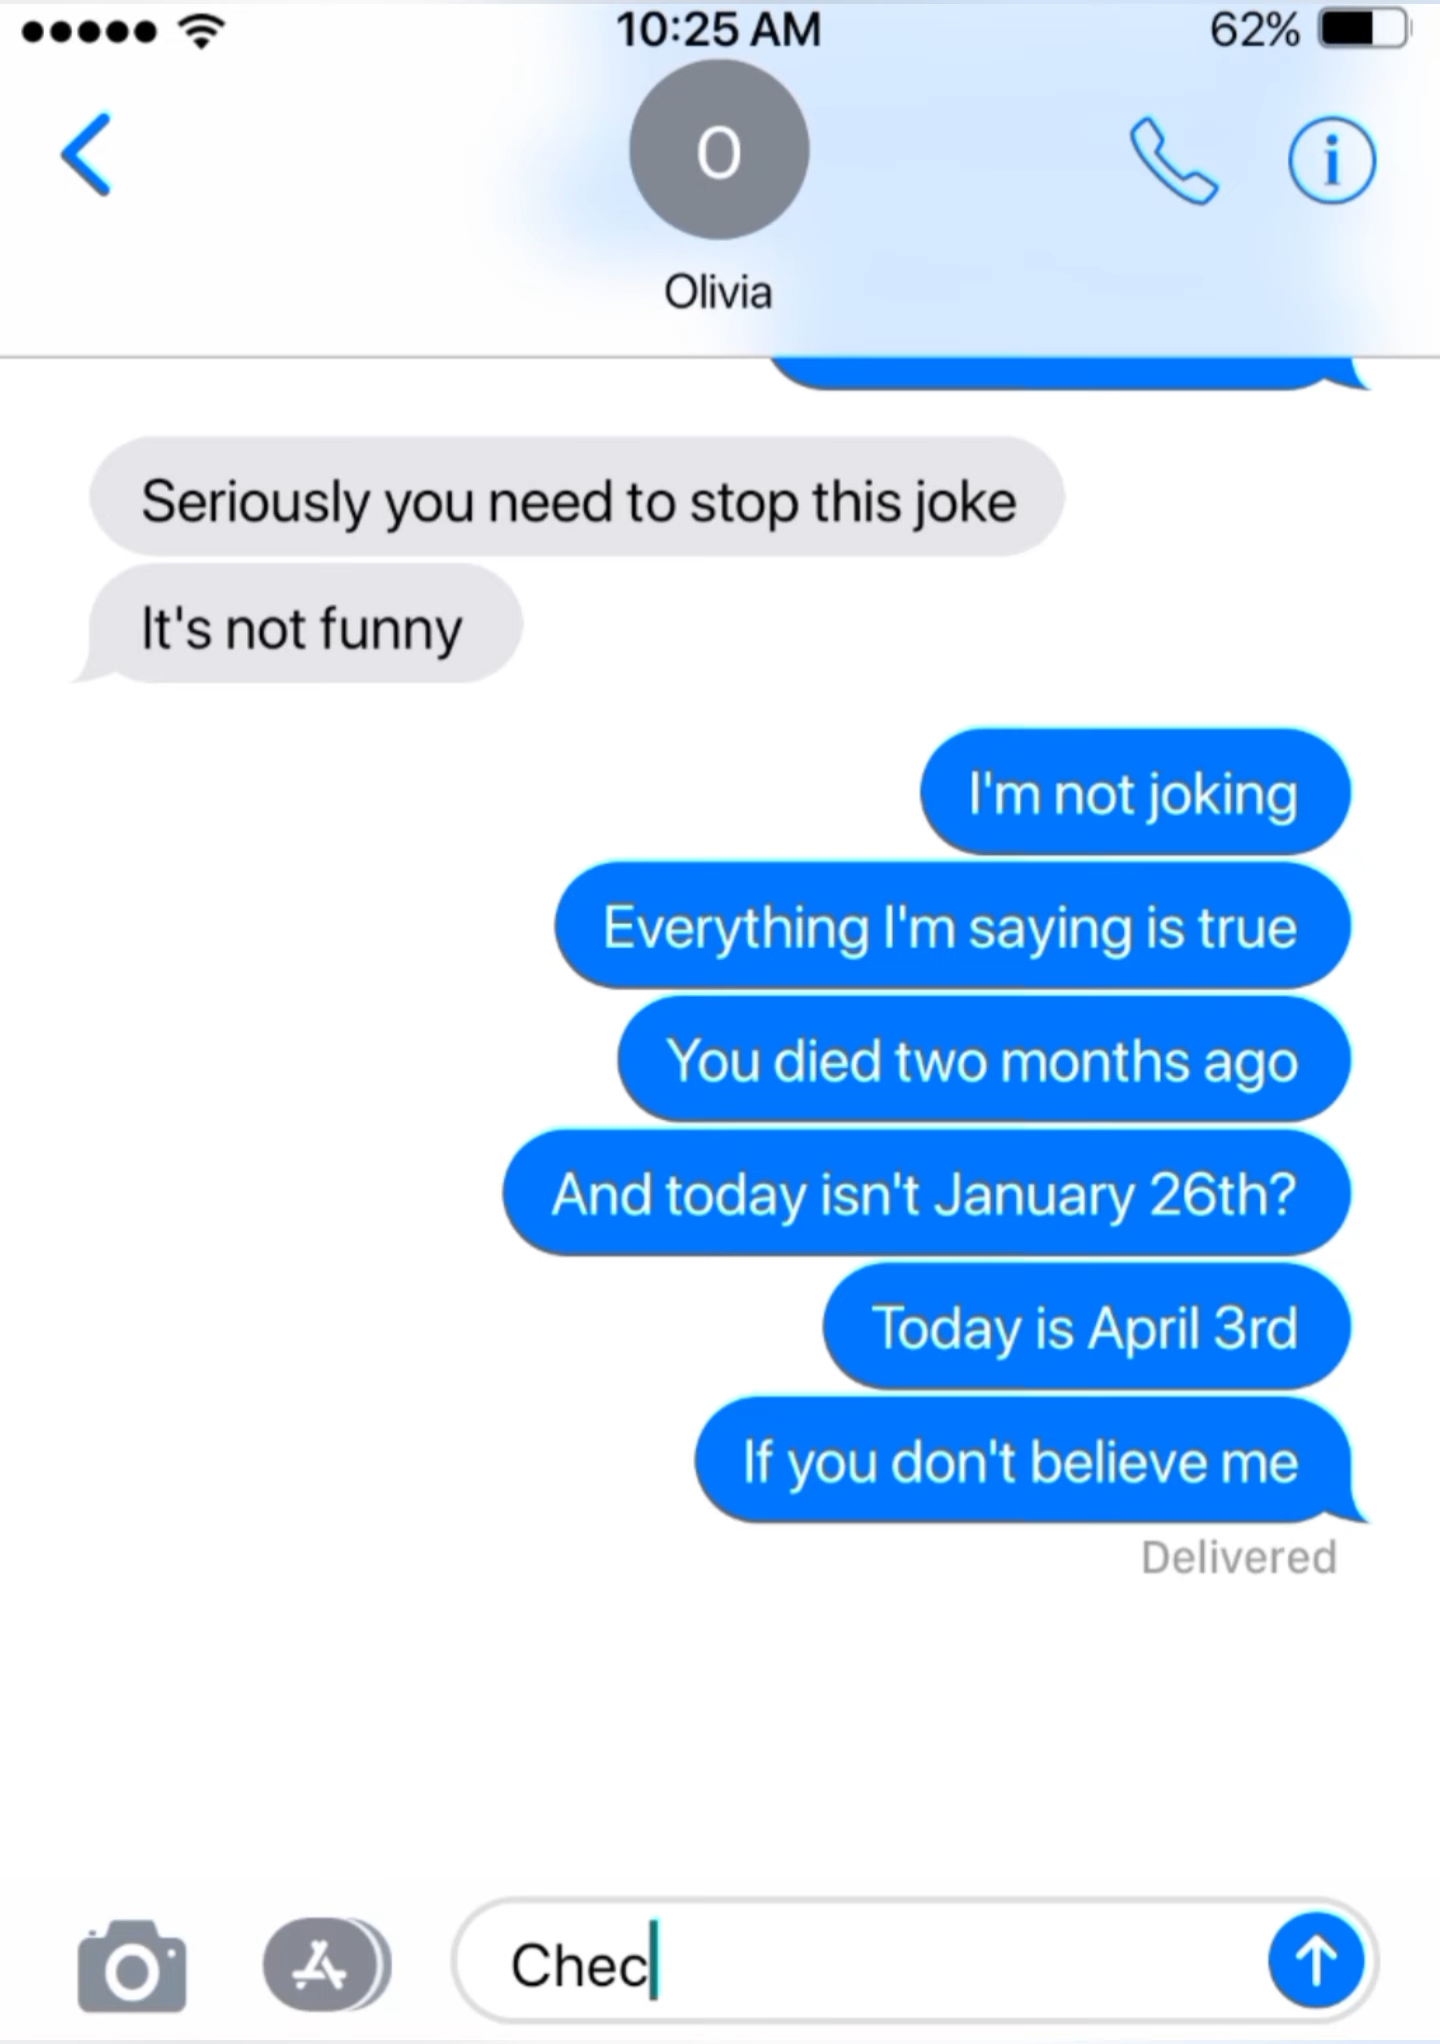 10:25 AM
62%
O
Olivia
Seriously you need to stop this joke
It's not funny
I'm not joking
Everything I'm saying is true
You died two months ago
And today isn't January 26th?
Today is April 3rd
If you don't believe me
Delivered
Chec